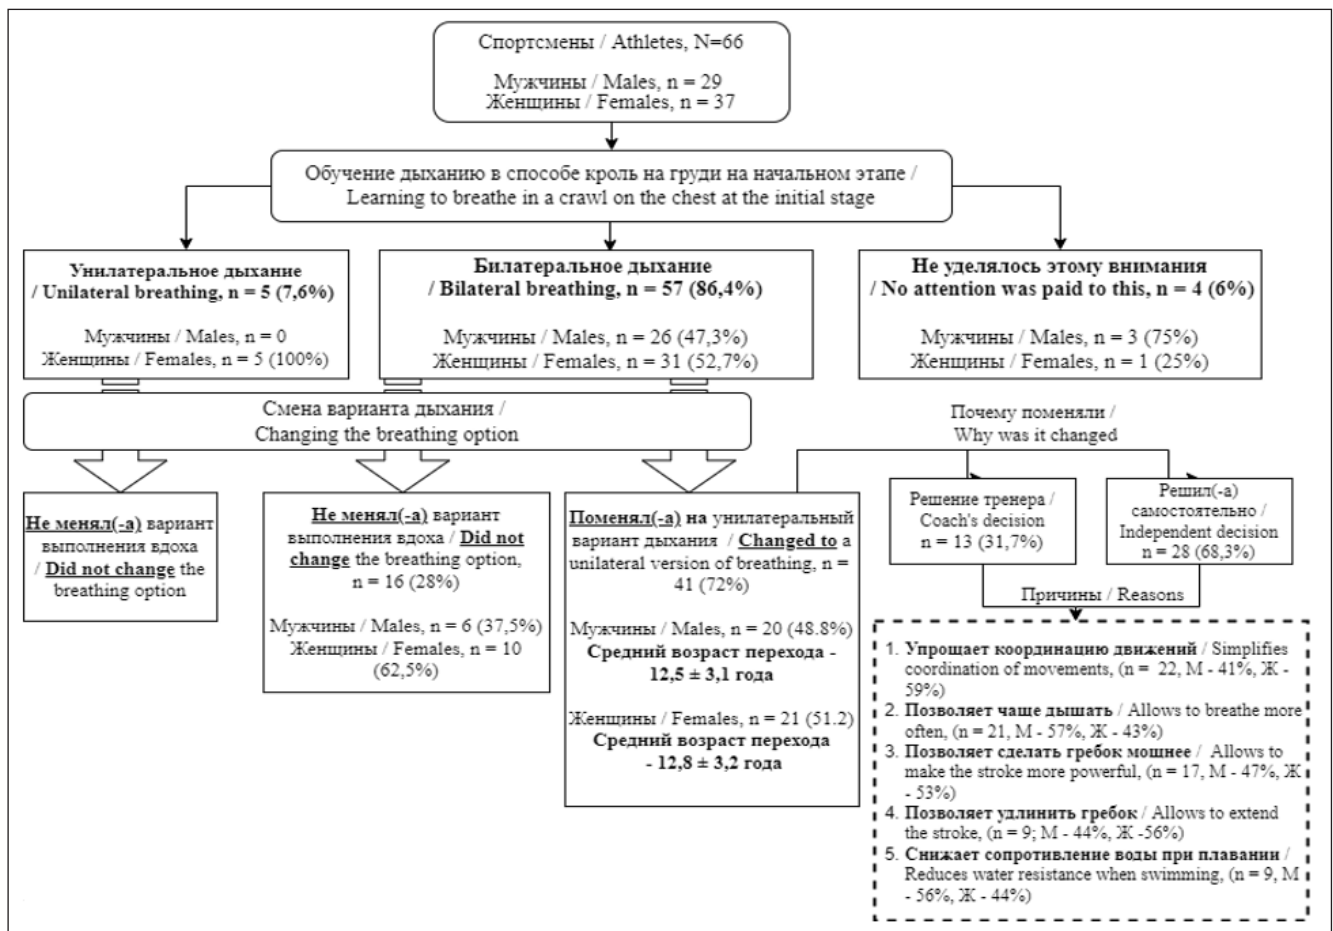 Спортсмены / Athletes, N=66
Мужчины / Males, n = 29
Женщины / Females, n = 37
Обучение дыханию в способе кроль на груди на начальном этапе /
Learning to breathe in a crawl on the chest at the initial stage
Унилатеральное дыхание
/ Unilateral breathing, n = 5 (7,6%)
Мужчины / Males, n = 0
Женщины / Females, n = 5 (100%)
Билатеральное дыхание
/ Bilateral breathing, n = 57 (86,4%)
Мужчины / Males, n = 26 (47,3%)
Женщины / Females, n = 31 (52,7%)
Не уделялось этому внимания
/ No attention was paid to this, n = 4 (6%)
Мужчины / Males, n = 3 (75%)
Женщины / Females, n = 1 (25%)
Смена варианта дыхания /
Changing the breathing option
Не менял(-а) вариант
выполнения вдоха
/ Did not change the
breathing option
Не менял(-а) вариант
выполнения вдоха / Did not
change the breathing option,
n = 16 (28%)
Мужчины / Males, n = 6 (37,5%)
Женщины / Females, n = 10
(62,5%)
Поменял(-а) на унилатеральный
вариант дыхания / Changed to a
unilateral version of breathing, n =
41 (72%)
Мужчины / Males, n = 20 (48.8%)
Средний возраст перехода -
12,5 ± 3,1 года
Женщины / Females, n = 21 (51.2)
Средний возраст перехода
- 12,8 ± 3,2 года
Почему поменяли /
Why was it changed
Решение тренера /
Coach's decision
n = 13 (31,7%)
Решил(-а)
самостоятельно /
Independent decision
n = 28 (68,3%)
Причины / Reasons
1. Упрощает координацию движений / Simplifies
coordination of movements, (n = 22, М - 41%, Ж -
59%)
2. Позволяет чаще дышать / Allows to breathe more
often, (n = 21, М - 57%, Ж - 43%)
3. Позволяет сделать гребок мощнее / Allows to
make the stroke more powerful, (n = 17, М - 47%, Ж
- 53%)
4. Позволяет удлинить гребок / Allows to extend
the stroke, (n = 9; М - 44%, Ж -56%)
5. Снижает сопротивление воды при плавании /
Reduces water resistance when swimming, (n = 9, М
- 56%, Ж - 44%)